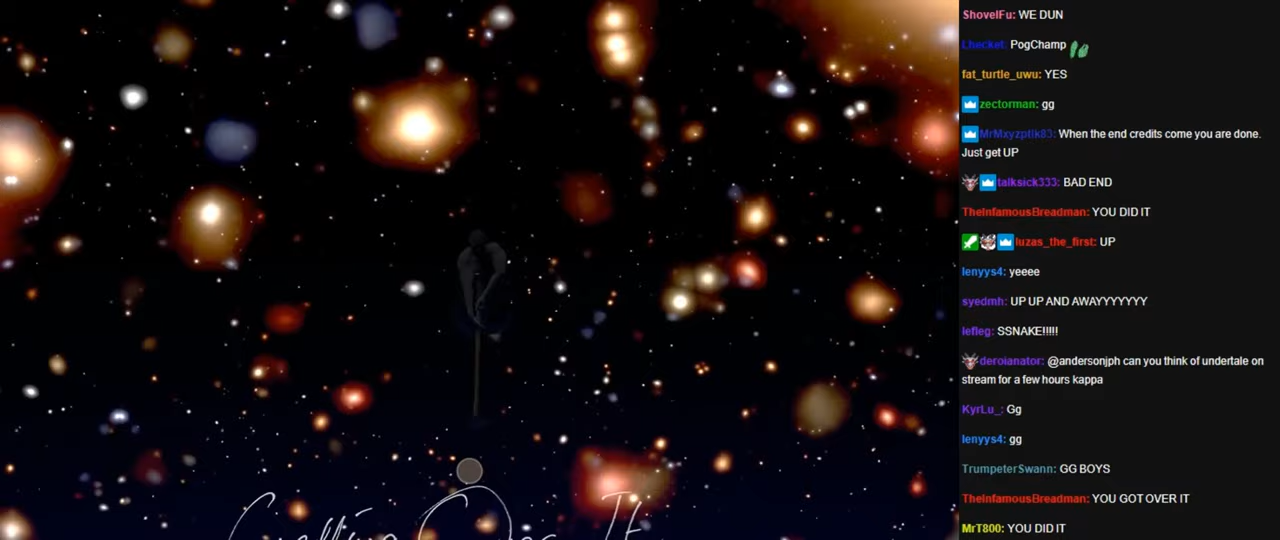 ShovelFu: WE DUN
Lhecket: PogChamp
fat_turtle_uwu: YES
zectorman: gg
MrMxyzptlk83: When the end credits come you are done.
Just get UP
talksick333: BAD END
TheInfamousBreadman: YOU DID IT
luzas_the_first: UP
lenyys4: yeeee
syedmh: UP UP AND AWAYYYYYYY
lefleg: SSNAKE!!!!!
deroianator: @andersonjph can you think of undertale on
stream for a few hours kappa
KyrLu_: Gg
lenyys4: gg
TrumpeterSwann: GG BOYS
TheInfamousBreadman: YOU GOT OVER IT
MrT800: YOU DID IT
Getting Over It